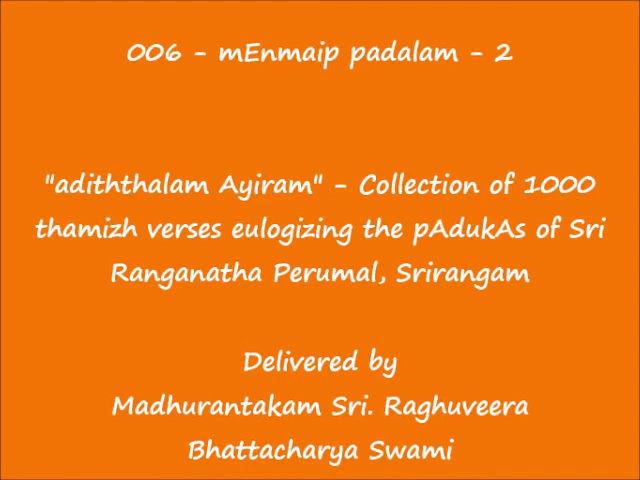 006 - mEnmaip padalam - 2
"adiththalam Ayiram" - Collection of 1000
thamizh verses eulogizing the pAdukAs of Sri
Ranganatha Perumal, Srirangam
Delivered by
Madhurantakam Sri. Raghuveera
Bhattacharya Swami